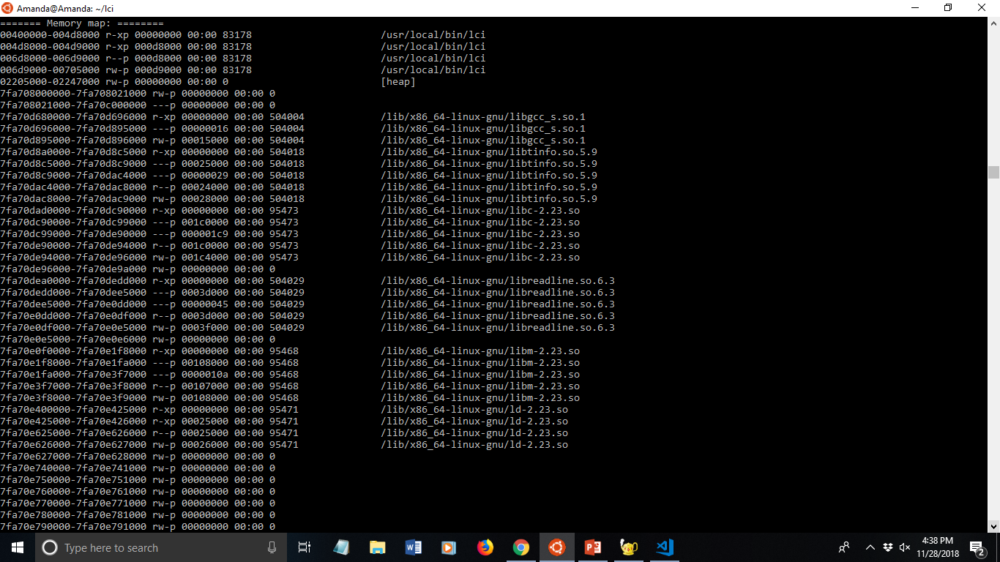 Amanda@Amanda: ~/lci
======= Memory map: ========
00400000-004d8000 r-xp 00000000 00:00 83178 /usr/local/bin/lci
004d8000-004d9000 r-xp 000d8000 00:00 83178 /usr/local/bin/lci
006d8000-006d9000 r--p 000d8000 00:00 83178 /usr/local/bin/lci
006d9000-00705000 rw-p 000d9000 00:00 83178 /usr/local/bin/lci
02205000-02247000 rw-p 00000000 00:00 0 [heap]
7fa708000000-7fa708021000 rw-p 00000000 00:00 0
7fa708021000-7fa70c000000 ---p 00000000 00:00 0
7fa70d680000-7fa70d696000 r-xp 00000000 00:00 504004 /lib/x86_64-linux-gnu/libgcc_s.so.1
7fa70d696000-7fa70d895000 ---p 00000016 00:00 504004 /lib/x86_64-linux-gnu/libgcc_s.so.1
7fa70d895000-7fa70d896000 rw-p 00015000 00:00 504004 /lib/x86_64-linux-gnu/libgcc_s.so.1
7fa70d8a0000-7fa70d8c5000 r-xp 00000000 00:00 504018 /lib/x86_64-linux-gnu/libtinfo.so.5.9
7fa70d8c5000-7fa70d8c9000 ---p 00025000 00:00 504018 /lib/x86_64-linux-gnu/libtinfo.so.5.9
7fa70d8c9000-7fa70dac4000 ---p 00000029 00:00 504018 /lib/x86_64-linux-gnu/libtinfo.so.5.9
7fa70dac4000-7fa70dac8000 r--p 00024000 00:00 504018 /lib/x86_64-linux-gnu/libtinfo.so.5.9
7fa70dac8000-7fa70dac9000 rw-p 00028000 00:00 504018 /lib/x86_64-linux-gnu/libtinfo.so.5.9
7fa70dad0000-7fa70dc90000 r-xp 00000000 00:00 95473 /lib/x86_64-linux-gnu/libc-2.23.so
7fa70dc90000-7fa70dc99000 ---p 001c0000 00:00 95473 /lib/x86_64-linux-gnu/libc-2.23.so
7fa70dc99000-7fa70de90000 ---p 000001c9 00:00 95473 /lib/x86_64-linux-gnu/libc-2.23.so
7fa70de90000-7fa70de94000 r--p 001c0000 00:00 95473 /lib/x86_64-linux-gnu/libc-2.23.so
7fa70de94000-7fa70de96000 rw-p 001c4000 00:00 95473 /lib/x86_64-linux-gnu/libc-2.23.so
7fa70de96000-7fa70de9a000 rw-p 00000000 00:00 0
7fa70dea0000-7fa70dedd000 r-xp 00000000 00:00 504029 /lib/x86_64-linux-gnu/libreadline.so.6.3
7fa70dedd000-7fa70dee5000 ---p 0003d000 00:00 504029 /lib/x86_64-linux-gnu/libreadline.so.6.3
7fa70dee5000-7fa70e0dd000 ---p 00000045 00:00 504029 /lib/x86_64-linux-gnu/libreadline.so.6.3
7fa70e0dd000-7fa70e0df000 r--p 0003d000 00:00 504029 /lib/x86_64-linux-gnu/libreadline.so.6.3
7fa70e0df000-7fa70e0e5000 rw-p 0003f000 00:00 504029 /lib/x86_64-linux-gnu/libreadline.so.6.3
7fa70e0e5000-7fa70e0e6000 rw-p 00000000 00:00 0
7fa70e0f0000-7fa70e1f8000 r-xp 00000000 00:00 95468 /lib/x86_64-linux-gnu/libm-2.23.so
7fa70e1f8000-7fa70e1fa000 ---p 00108000 00:00 95468 /lib/x86_64-linux-gnu/libm-2.23.so
7fa70e1fa000-7fa70e3f7000 ---p 0000010a 00:00 95468 /lib/x86_64-linux-gnu/libm-2.23.so
7fa70e3f7000-7fa70e3f8000 r--p 00107000 00:00 95468 /lib/x86_64-linux-gnu/libm-2.23.so
7fa70e3f8000-7fa70e3f9000 rw-p 00108000 00:00 95468 /lib/x86_64-linux-gnu/libm-2.23.so
7fa70e400000-7fa70e425000 r-xp 00000000 00:00 95471 /lib/x86_64-linux-gnu/ld-2.23.so
7fa70e425000-7fa70e426000 r-xp 00025000 00:00 95471 /lib/x86_64-linux-gnu/ld-2.23.so
7fa70e625000-7fa70e626000 r--p 00025000 00:00 95471 /lib/x86_64-linux-gnu/ld-2.23.so
7fa70e626000-7fa70e627000 rw-p 00026000 00:00 95471 /lib/x86_64-linux-gnu/ld-2.23.so
7fa70e627000-7fa70e628000 rw-p 00000000 00:00 0
7fa70e740000-7fa70e741000 rw-p 00000000 00:00 0
7fa70e750000-7fa70e751000 rw-p 00000000 00:00 0
7fa70e760000-7fa70e761000 rw-p 00000000 00:00 0
7fa70e770000-7fa70e771000 rw-p 00000000 00:00 0
7fa70e780000-7fa70e781000 rw-p 00000000 00:00 0
7fa70e790000-7fa70e791000 rw-p 00000000 00:00 0
Type here to search
4:38 PM
11/28/2018
2